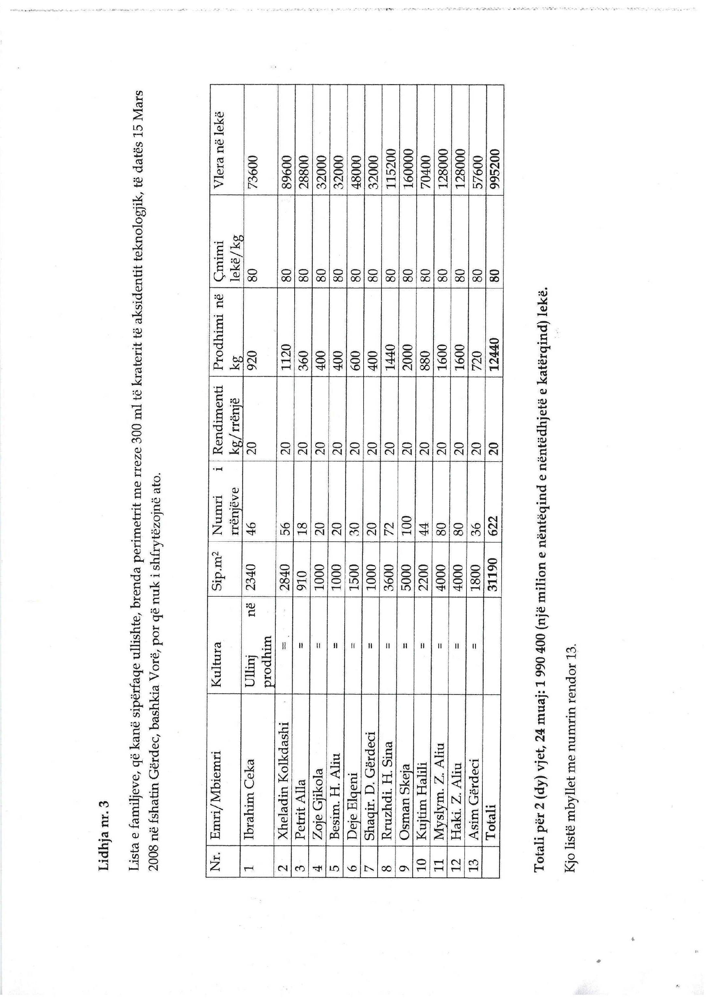 Lidhja nr. 3
Lista e familjeve, që kanë sipërfaqe ullishte, brenda perimetrit me rreze 300 ml të kraterit të aksidentit teknologjik, të datës 15 Mars
2008 në fshatin Gërdec, bashkia Vorë, por që nuk i shfrytëzojnë ato.
Nr. Emri/Mbiemri Kultura Sip.m² Numri i Rendimenti Prodhimi në Çmimi Vlera në lekë
rrënjëve kg/rrënjë kg lekë/kg
1 Ibrahim Ceka Ullinj në 2340 46 20 920 80 73600
prodhim
2 Xheladin Kolkdashi = 2840 56 20 1120 80 89600
3 Petrit Alla = 910 18 20 360 80 28800
4 Zoje Gjikola = 1000 20 20 400 80 32000
5 Besim. H. Aliu = 1000 20 20 400 80 32000
6 Deje Elqeni = 1500 30 20 600 80 48000
7 Shaqir. D. Gërdeci = 1000 20 20 400 80 32000
8 Rruzhdi. H. Sina = 3600 72 20 1440 80 115200
9 Osman Skeja = 5000 100 20 2000 80 160000
10 Kujtim Halili = 2200 44 20 880 80 70400
11 Myslym. Z. Aliu = 4000 80 20 1600 80 128000
12 Haki. Z. Aliu = 4000 80 20 1600 80 128000
13 Asim Gërdeci = 1800 36 20 720 80 57600
Totali 31190 622 20 12440 80 995200
Totali për 2 (dy) vjet, 24 muaj: 1 990 400 (një milion e nëntëqind e nëntëdhjetë e katërqind) lekë.
Kjo listë mbyllet me numrin rendor 13.